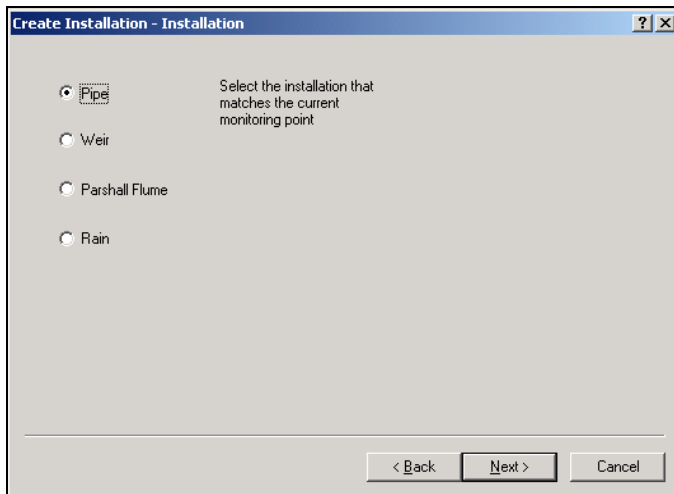 Create Installation - Installation
Pipe
Select the installation that
matches the current
monitoring point
Weir
Parshall Flume
Rain
< Back
Next >
Cancel